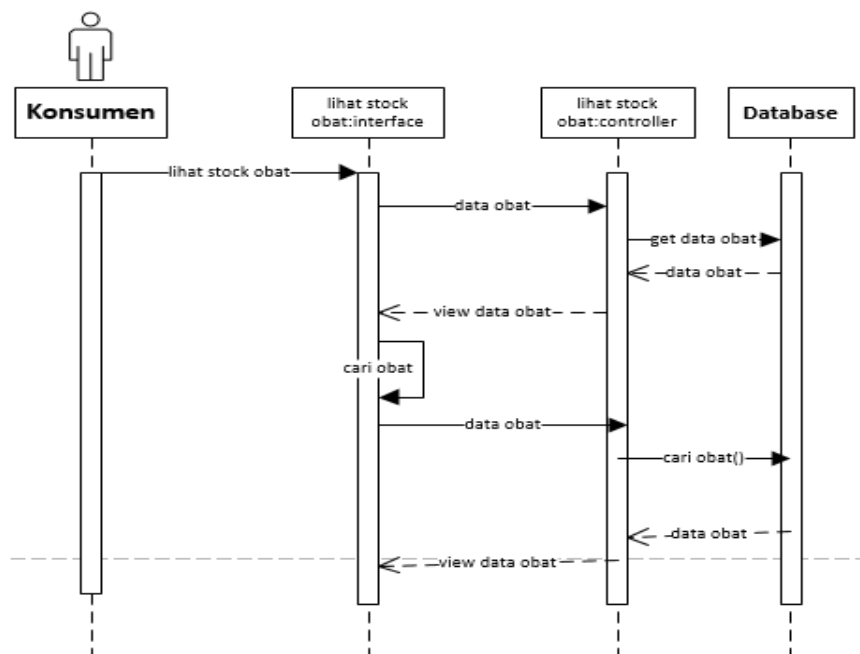 Konsumen
lihat stock
obat:interface
lihat stock
obat:controller
Database
lihat stock obat
data obat
get data obat
data obat
view data obat
cari obat
data obat
cari obat()
data obat
view data obat